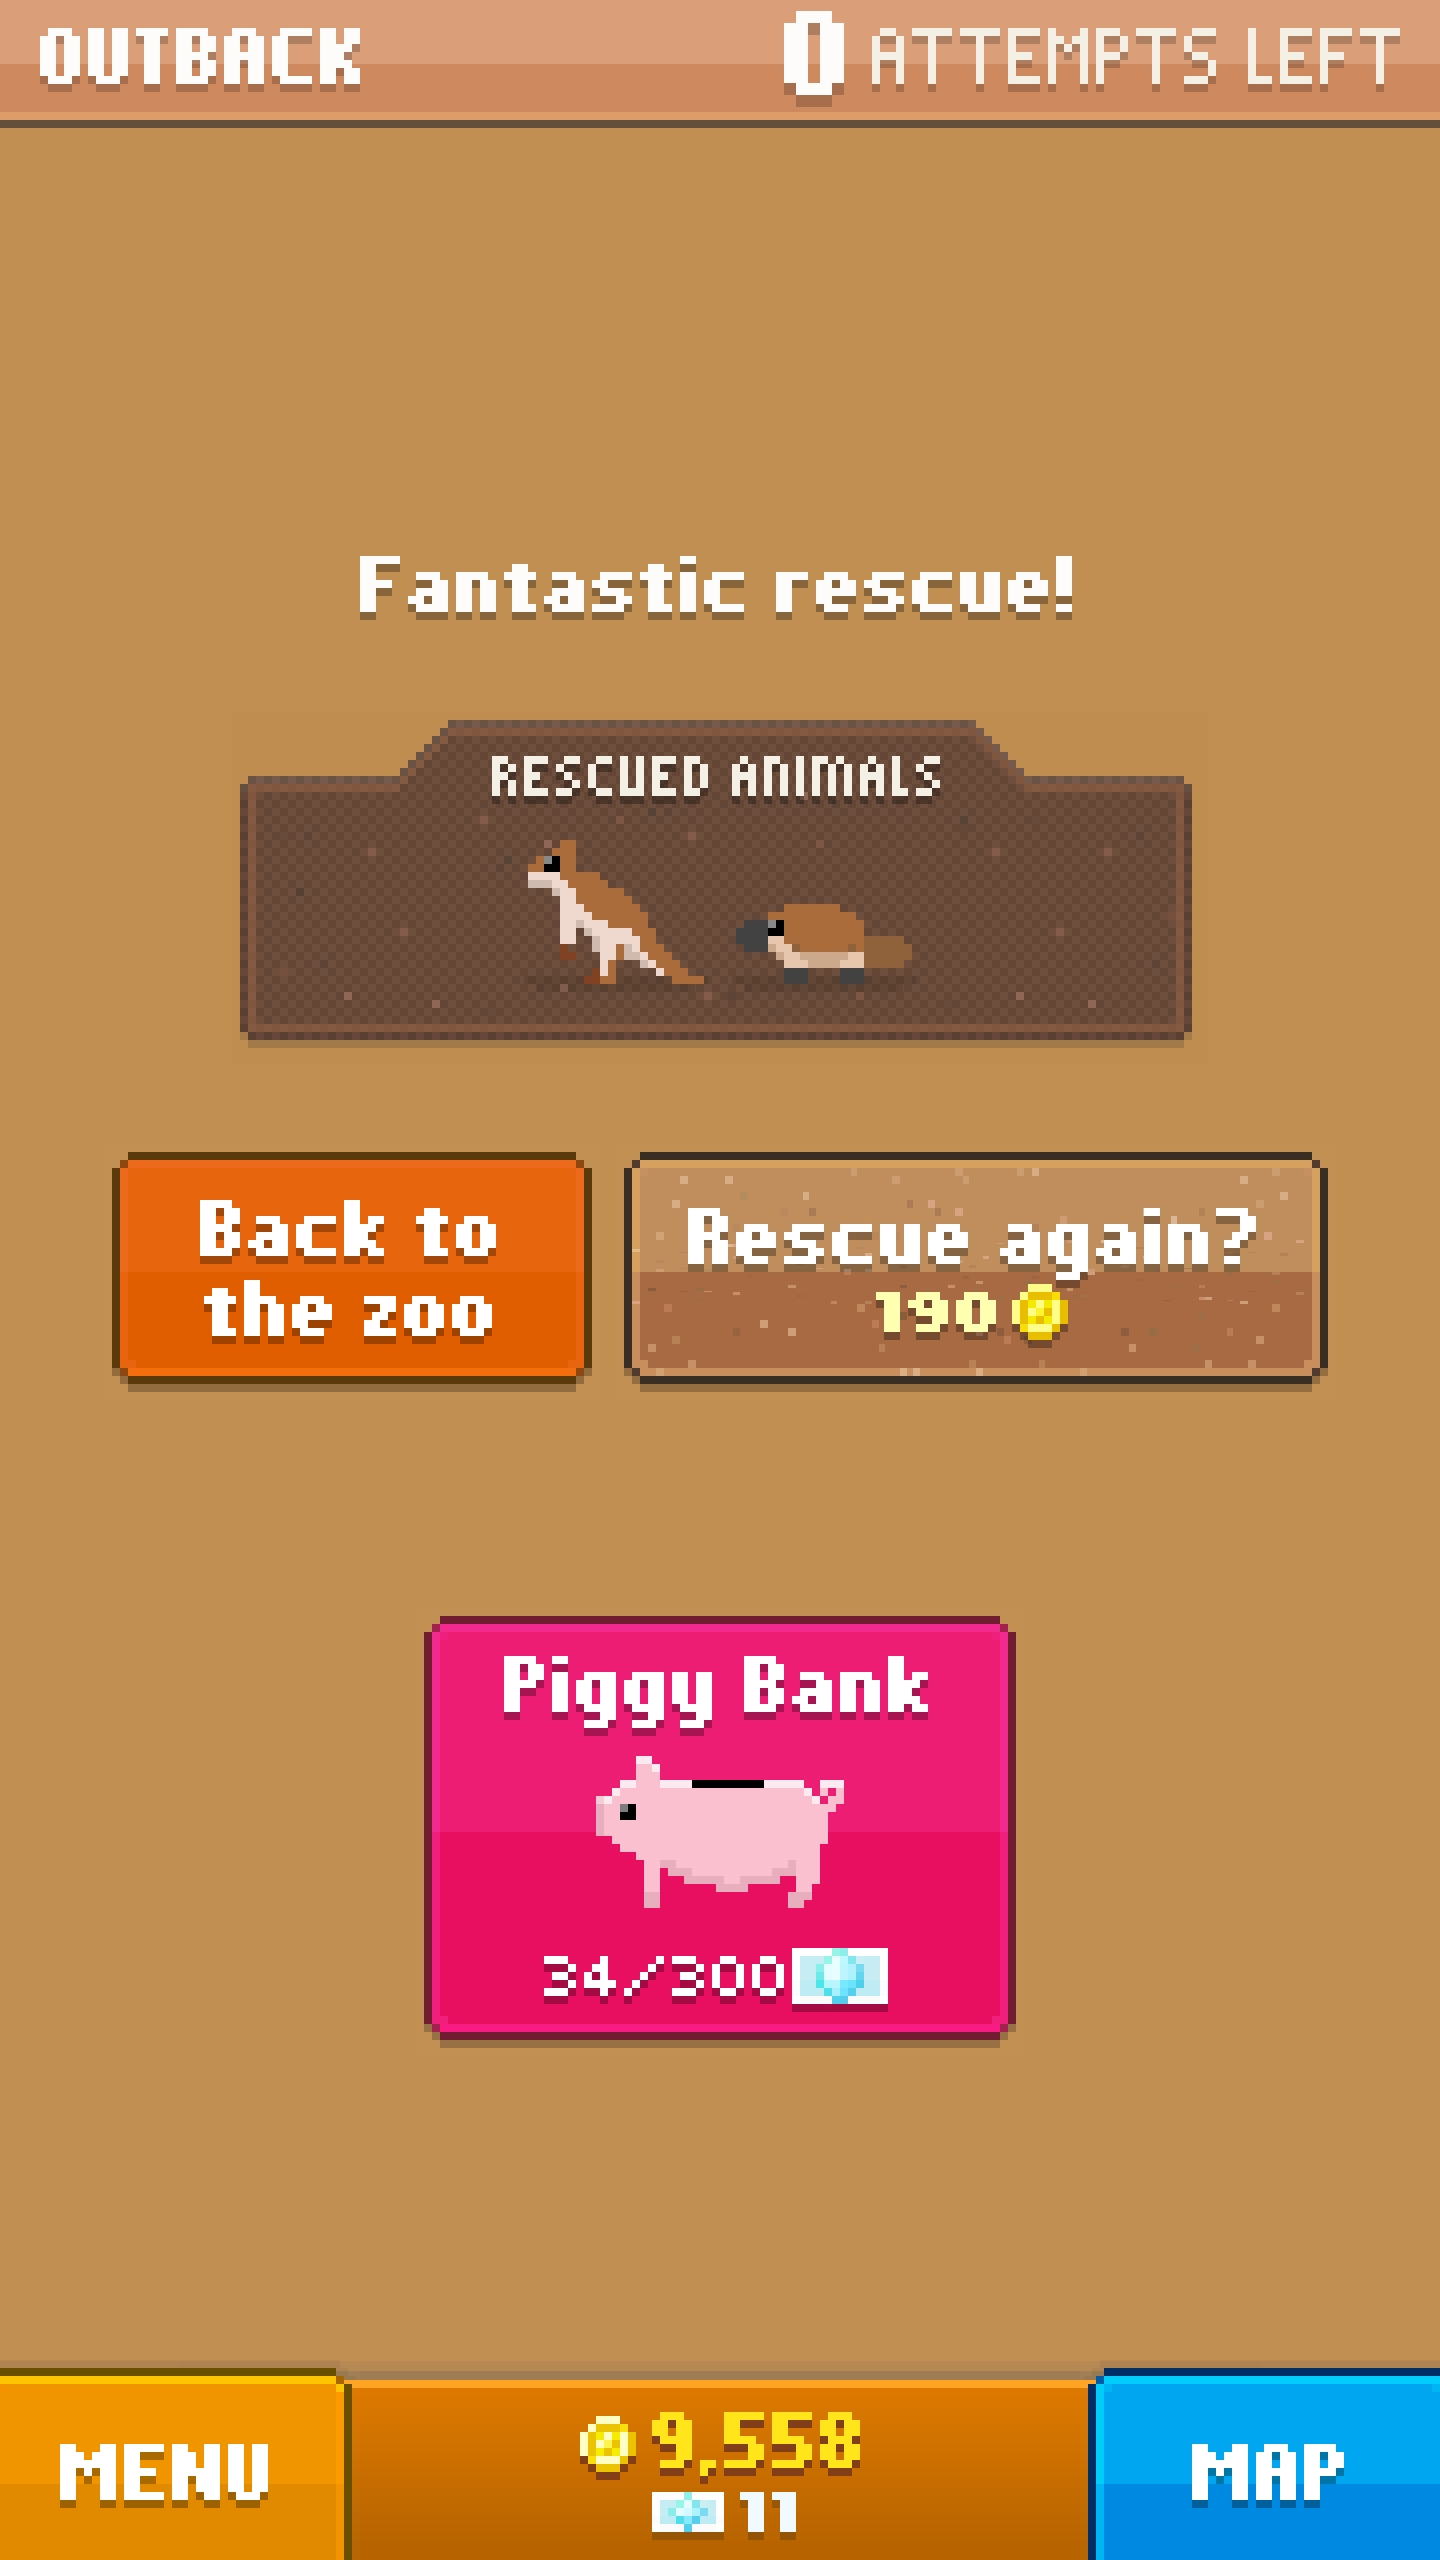 OUTBACK
0 ATTEMPTS LEFT
Fantastic rescue!
RESCUED ANIMALS
Back to
the zoo
Rescue again?
190
Piggy Bank
34/300
MENU
9,558
11
MAP